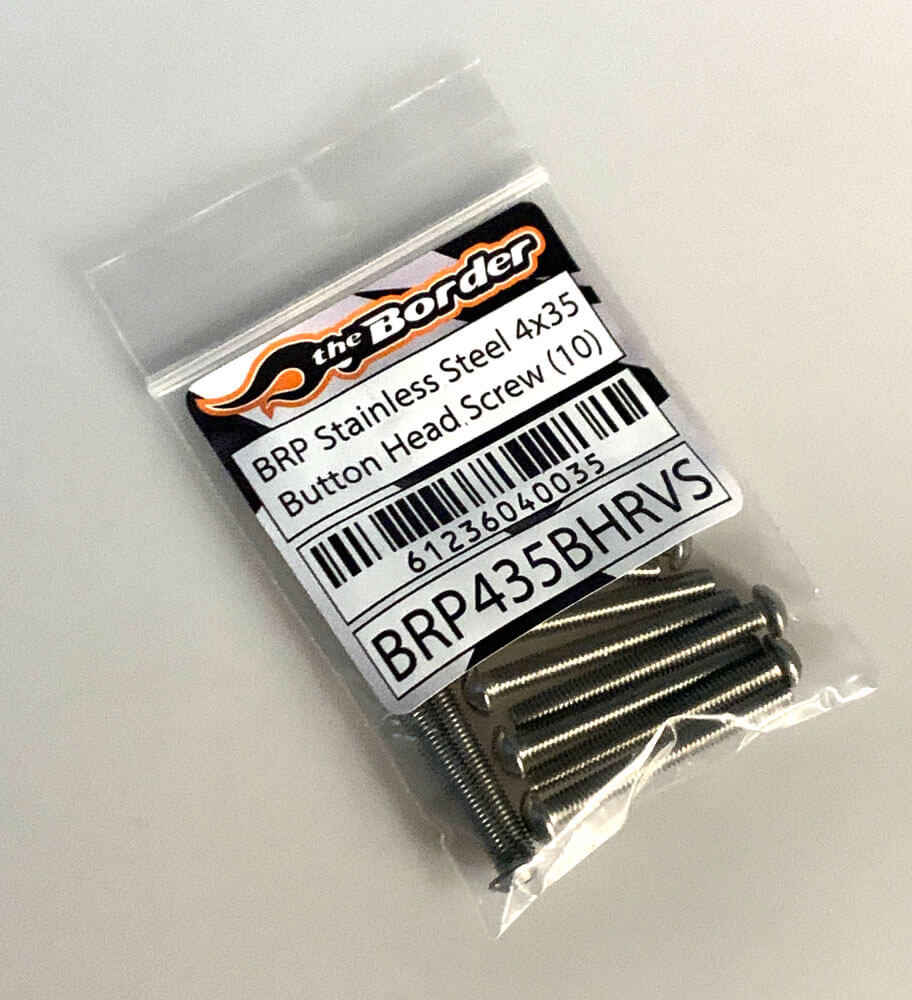 the Border
BRP Stainless Steel 4x35
Button Head Screw (10)
61236040035
BRP435BHRVS